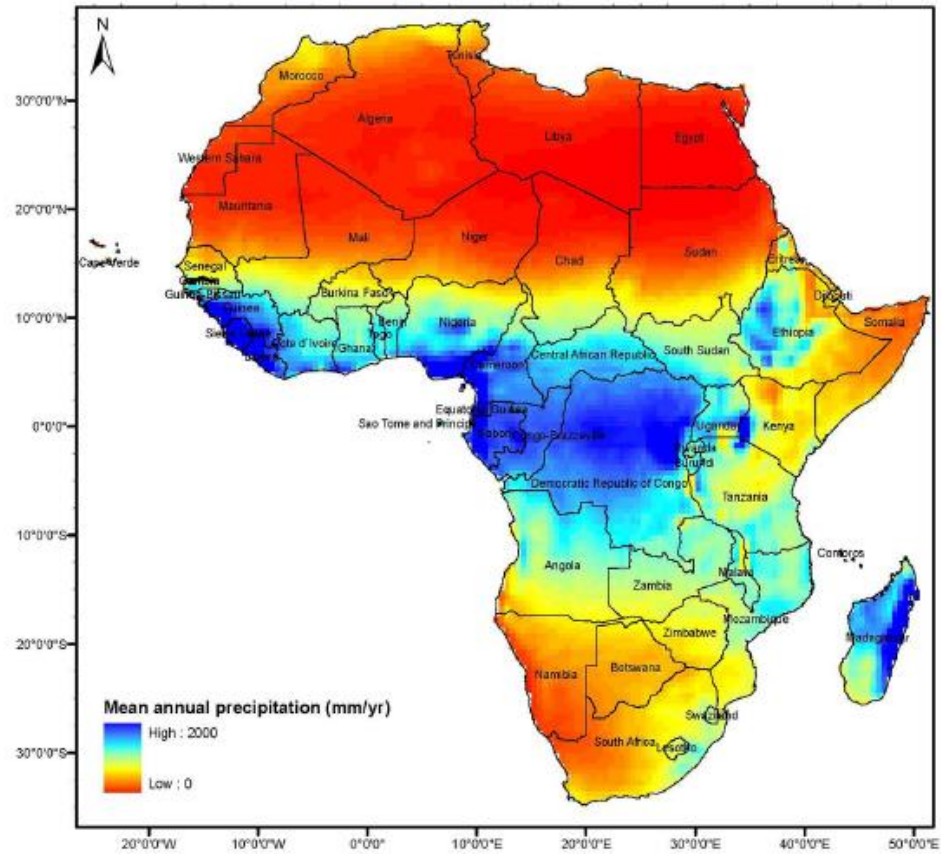 N
30°0'0"N
20°0'0"N
10°0'0"N
0°0'0"
10°0'0"S
20°0'0"S
30°0'0"S
Tunisia
Morocco
Algeria
Libya
Egypt
Western Sahara
Mauritania
Mali
Niger
Chad
Sudan
Cape Verde
Senegal
Gambia
Guinea-Bissau
Guinea
Burkina Faso
Eritrea
Djibouti
Somalia
Benin
Togo
Nigeria
Ethiopia
Cote d'Ivoire
Ghana
Cameroon
Central African Republic
South Sudan
Equatorial Guinea
Sao Tome and Princip
Uganda
Kenya
Rwanda
Burundi
Democratic Republic of Congo
Tanzania
Angola
Zambia
Malawi
Comoros
Mozambique
Zimbabwe
Madagascar
Namibia
Botswana
Swaziland
South Africa
Lesotho
Mean annual precipitation (mm/yr)
High : 2000
Low : 0
20°0'0"W
10°0'0"W
0°0'0"
10°0'0"E
20°0'0"E
30°0'0"E
40°0'0"E
50°0'0"E